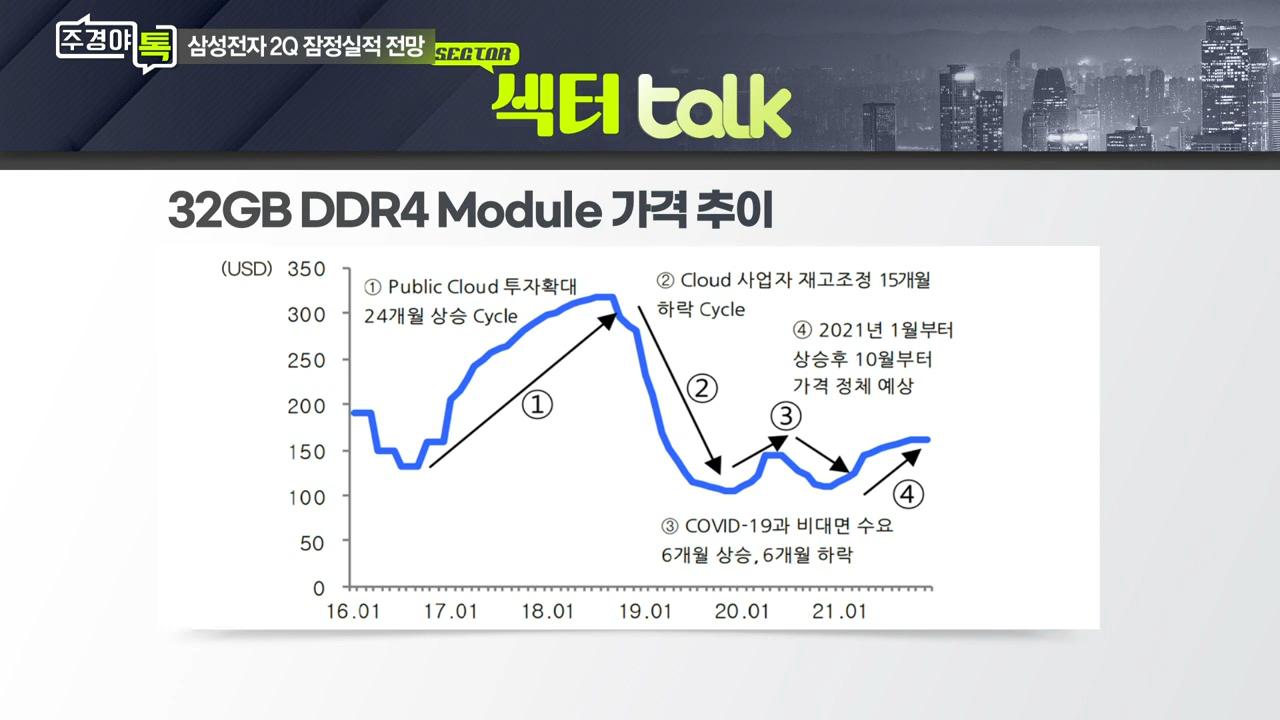 주경야톡
삼성전자 2Q 잠정실적 전망
SECTOR
섹터 talk
32GB DDR4 Module 가격 추이
(USD)
350
300
250
200
150
100
50
0
① Public Cloud 투자확대
24개월 상승 Cycle
② Cloud 사업자 재고조정 15개월
하락 Cycle
④ 2021년 1월부터
상승후 10월부터
가격 정체 예상
①
②
③
④
③ COVID-19과 비대면 수요
6개월 상승, 6개월 하락
16.01 17.01 18.01 19.01 20.01 21.01